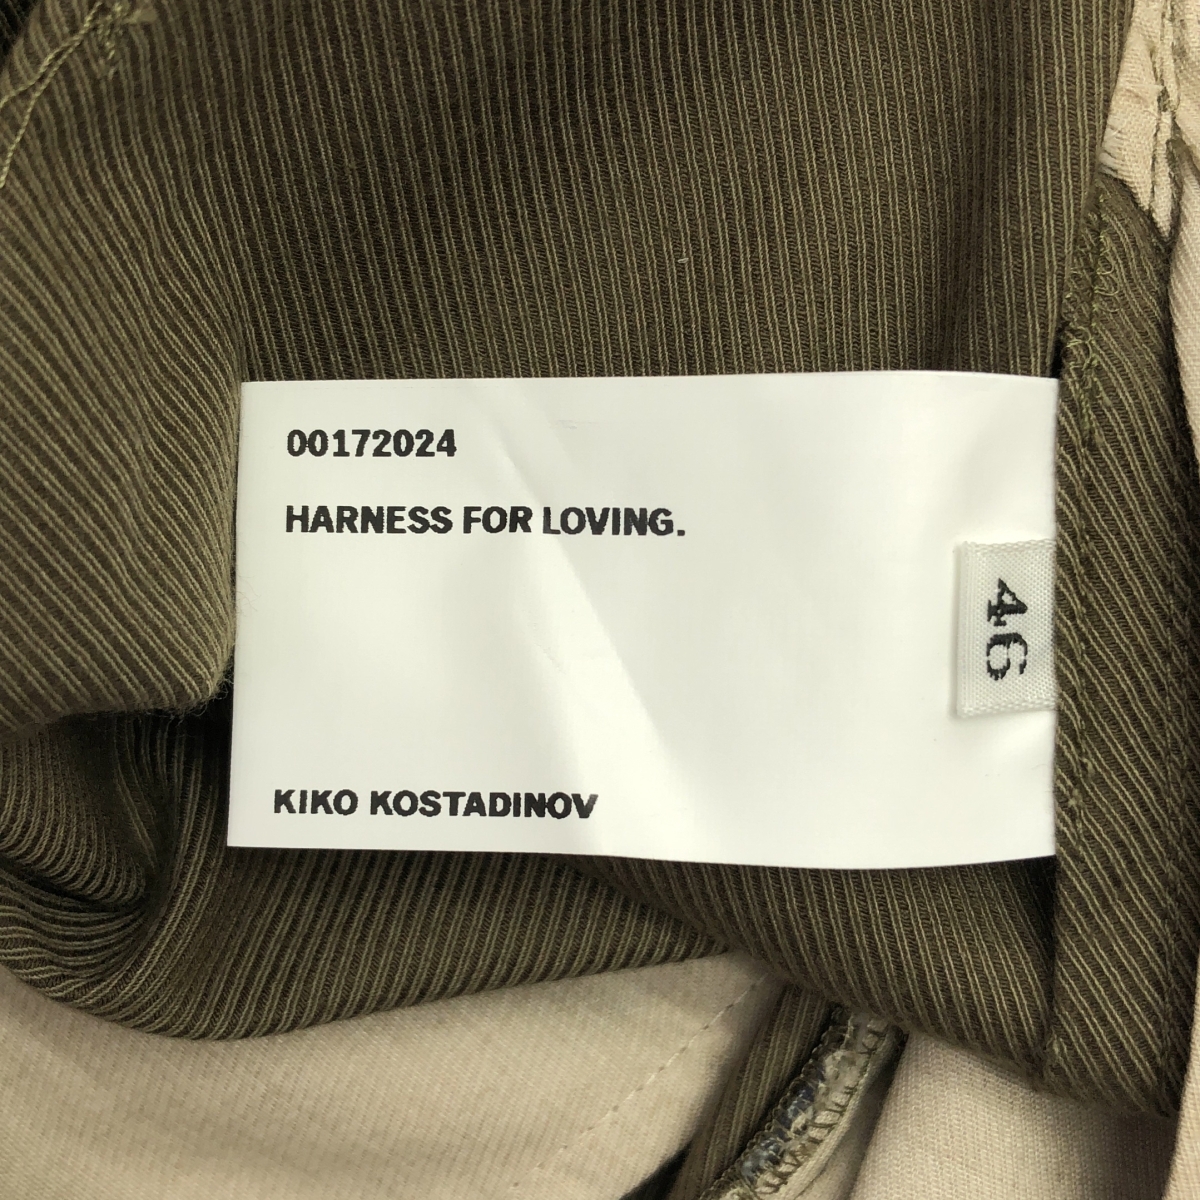 00172024
HARNESS FOR LOVING.
46
KIKO KOSTADINOV